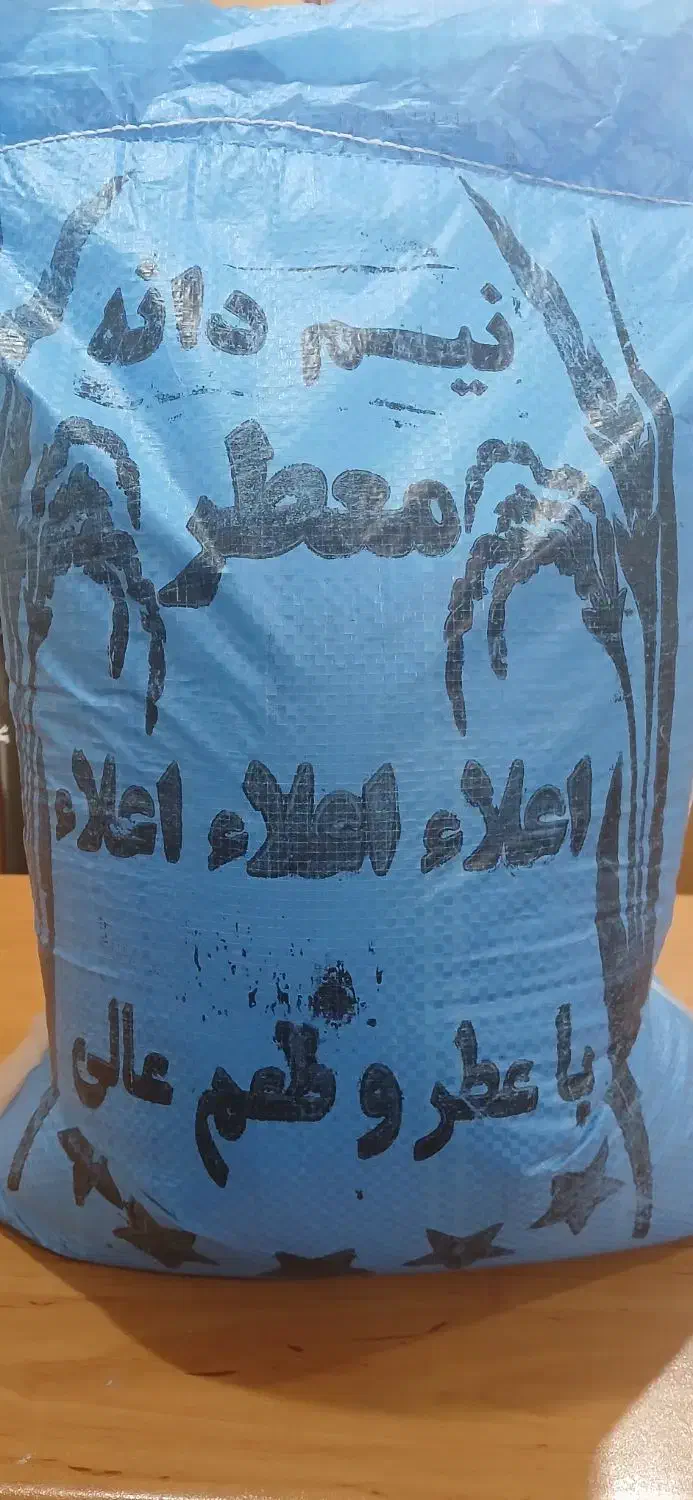 نیم دانه
معطر
اعلاء اعلاء اعلاء
با عطر و طعم عالی